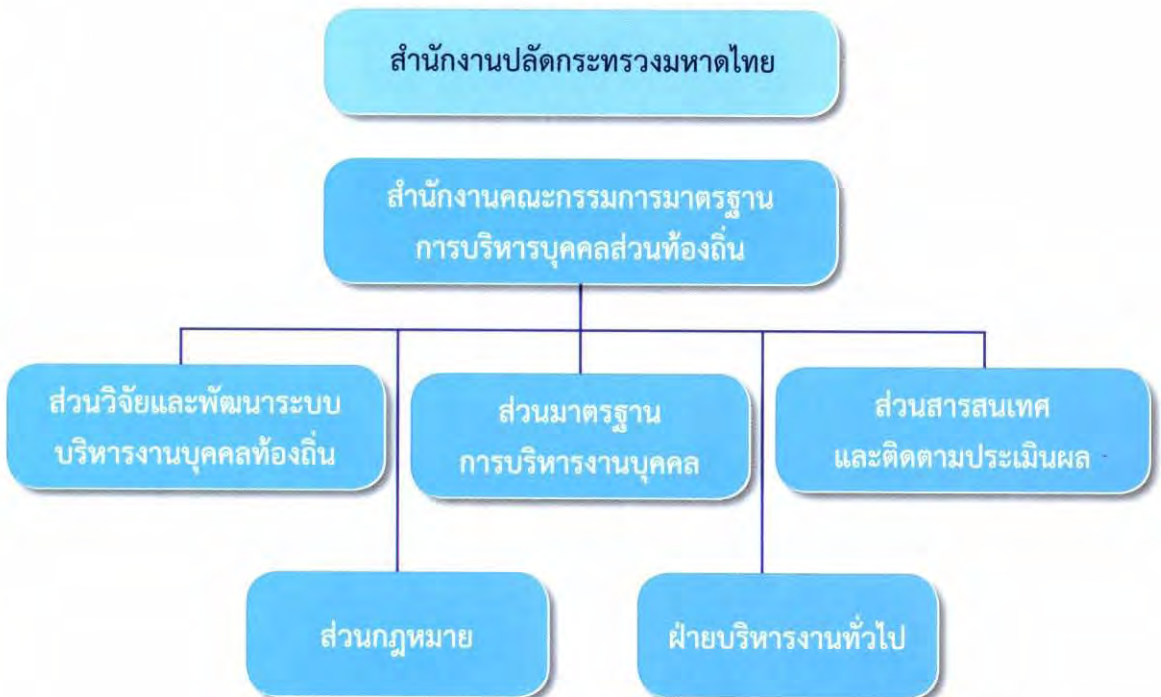 สำนักงานปลัดกระทรวงมหาดไทย
สำนักงานคณะกรรมการมาตรฐาน
การบริหารบุคคลส่วนท้องถิ่น
ส่วนวิจัยและพัฒนาระบบ
บริหารงานบุคคลท้องถิ่น
ส่วนมาตรฐาน
การบริหารงานบุคคล
ส่วนสารสนเทศ
และติดตามประเมินผล
ส่วนกฎหมาย
ฝ่ายบริหารงานทั่วไป